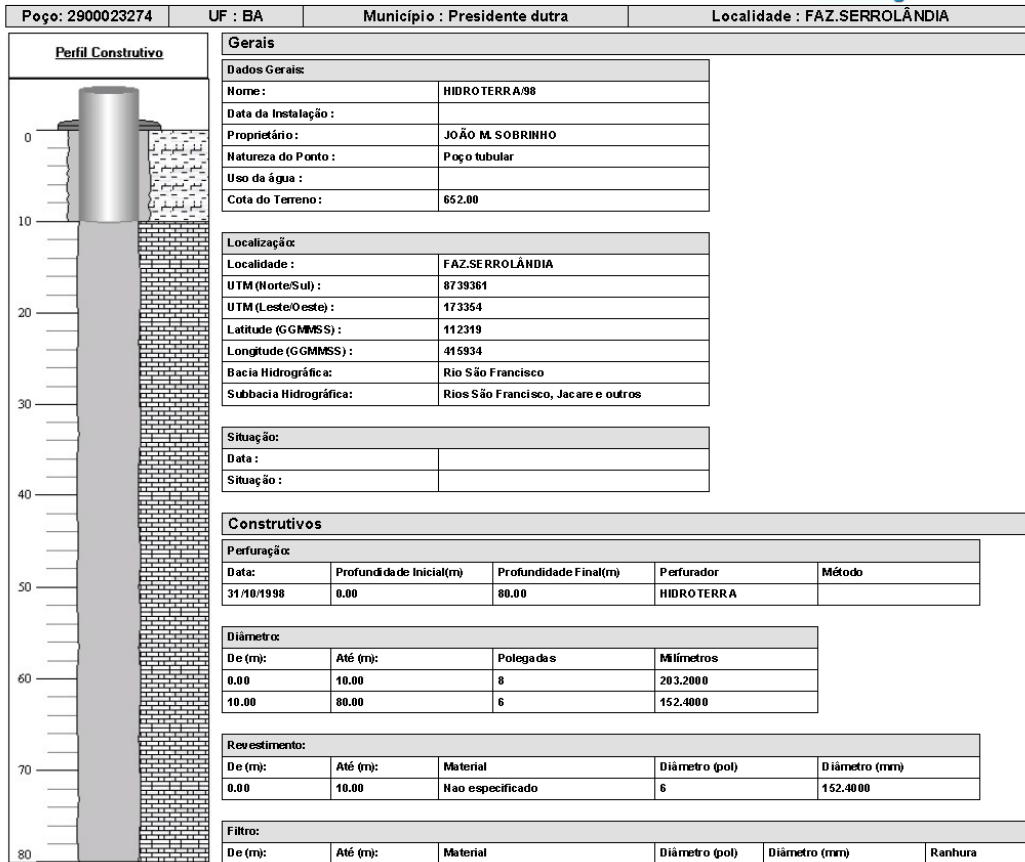 Poço: 2900023274 UF : BA Município : Presidente dutra Localidade : FAZ.SERROLÂNDIA
Perfil Construtivo
0
10
20
30
40
50
60
70
80
Gerais
Dados Gerais:
Nome : HIDROTERRA/98
Data da Instalação :
Proprietário : JOÃO M. SOBRINHO
Natureza do Ponto : Poço tubular
Uso da água :
Cota do Terreno : 652.00
Localização:
Localidade : FAZ.SERROLÂNDIA
UTM (Norte/Sul) : 8739361
UTM (Leste/Oeste) : 173354
Latitude (GGMMSS) : 112319
Longitude (GGMMSS) : 415934
Bacia Hidrográfica: Rio São Francisco
Subbacia Hidrográfica: Rios São Francisco, Jacare e outros
Situação:
Data :
Situação :
Construtivos
Perfuração:
Data: Profundidade Inicial(m) Profundidade Final(m) Perfurador Método
31/10/1998 0.00 80.00 HIDROTERRA
Diâmetro:
De (m): Até (m): Polegadas Milímetros
0.00 10.00 8 203.2000
10.00 80.00 6 152.4000
Revestimento:
De (m): Até (m): Material Diâmetro (pol) Diâmetro (mm)
0.00 10.00 Nao especificado 6 152.4000
Filtro:
De (m): Até (m): Material Diâmetro (pol) Diâmetro (mm) Ranhura